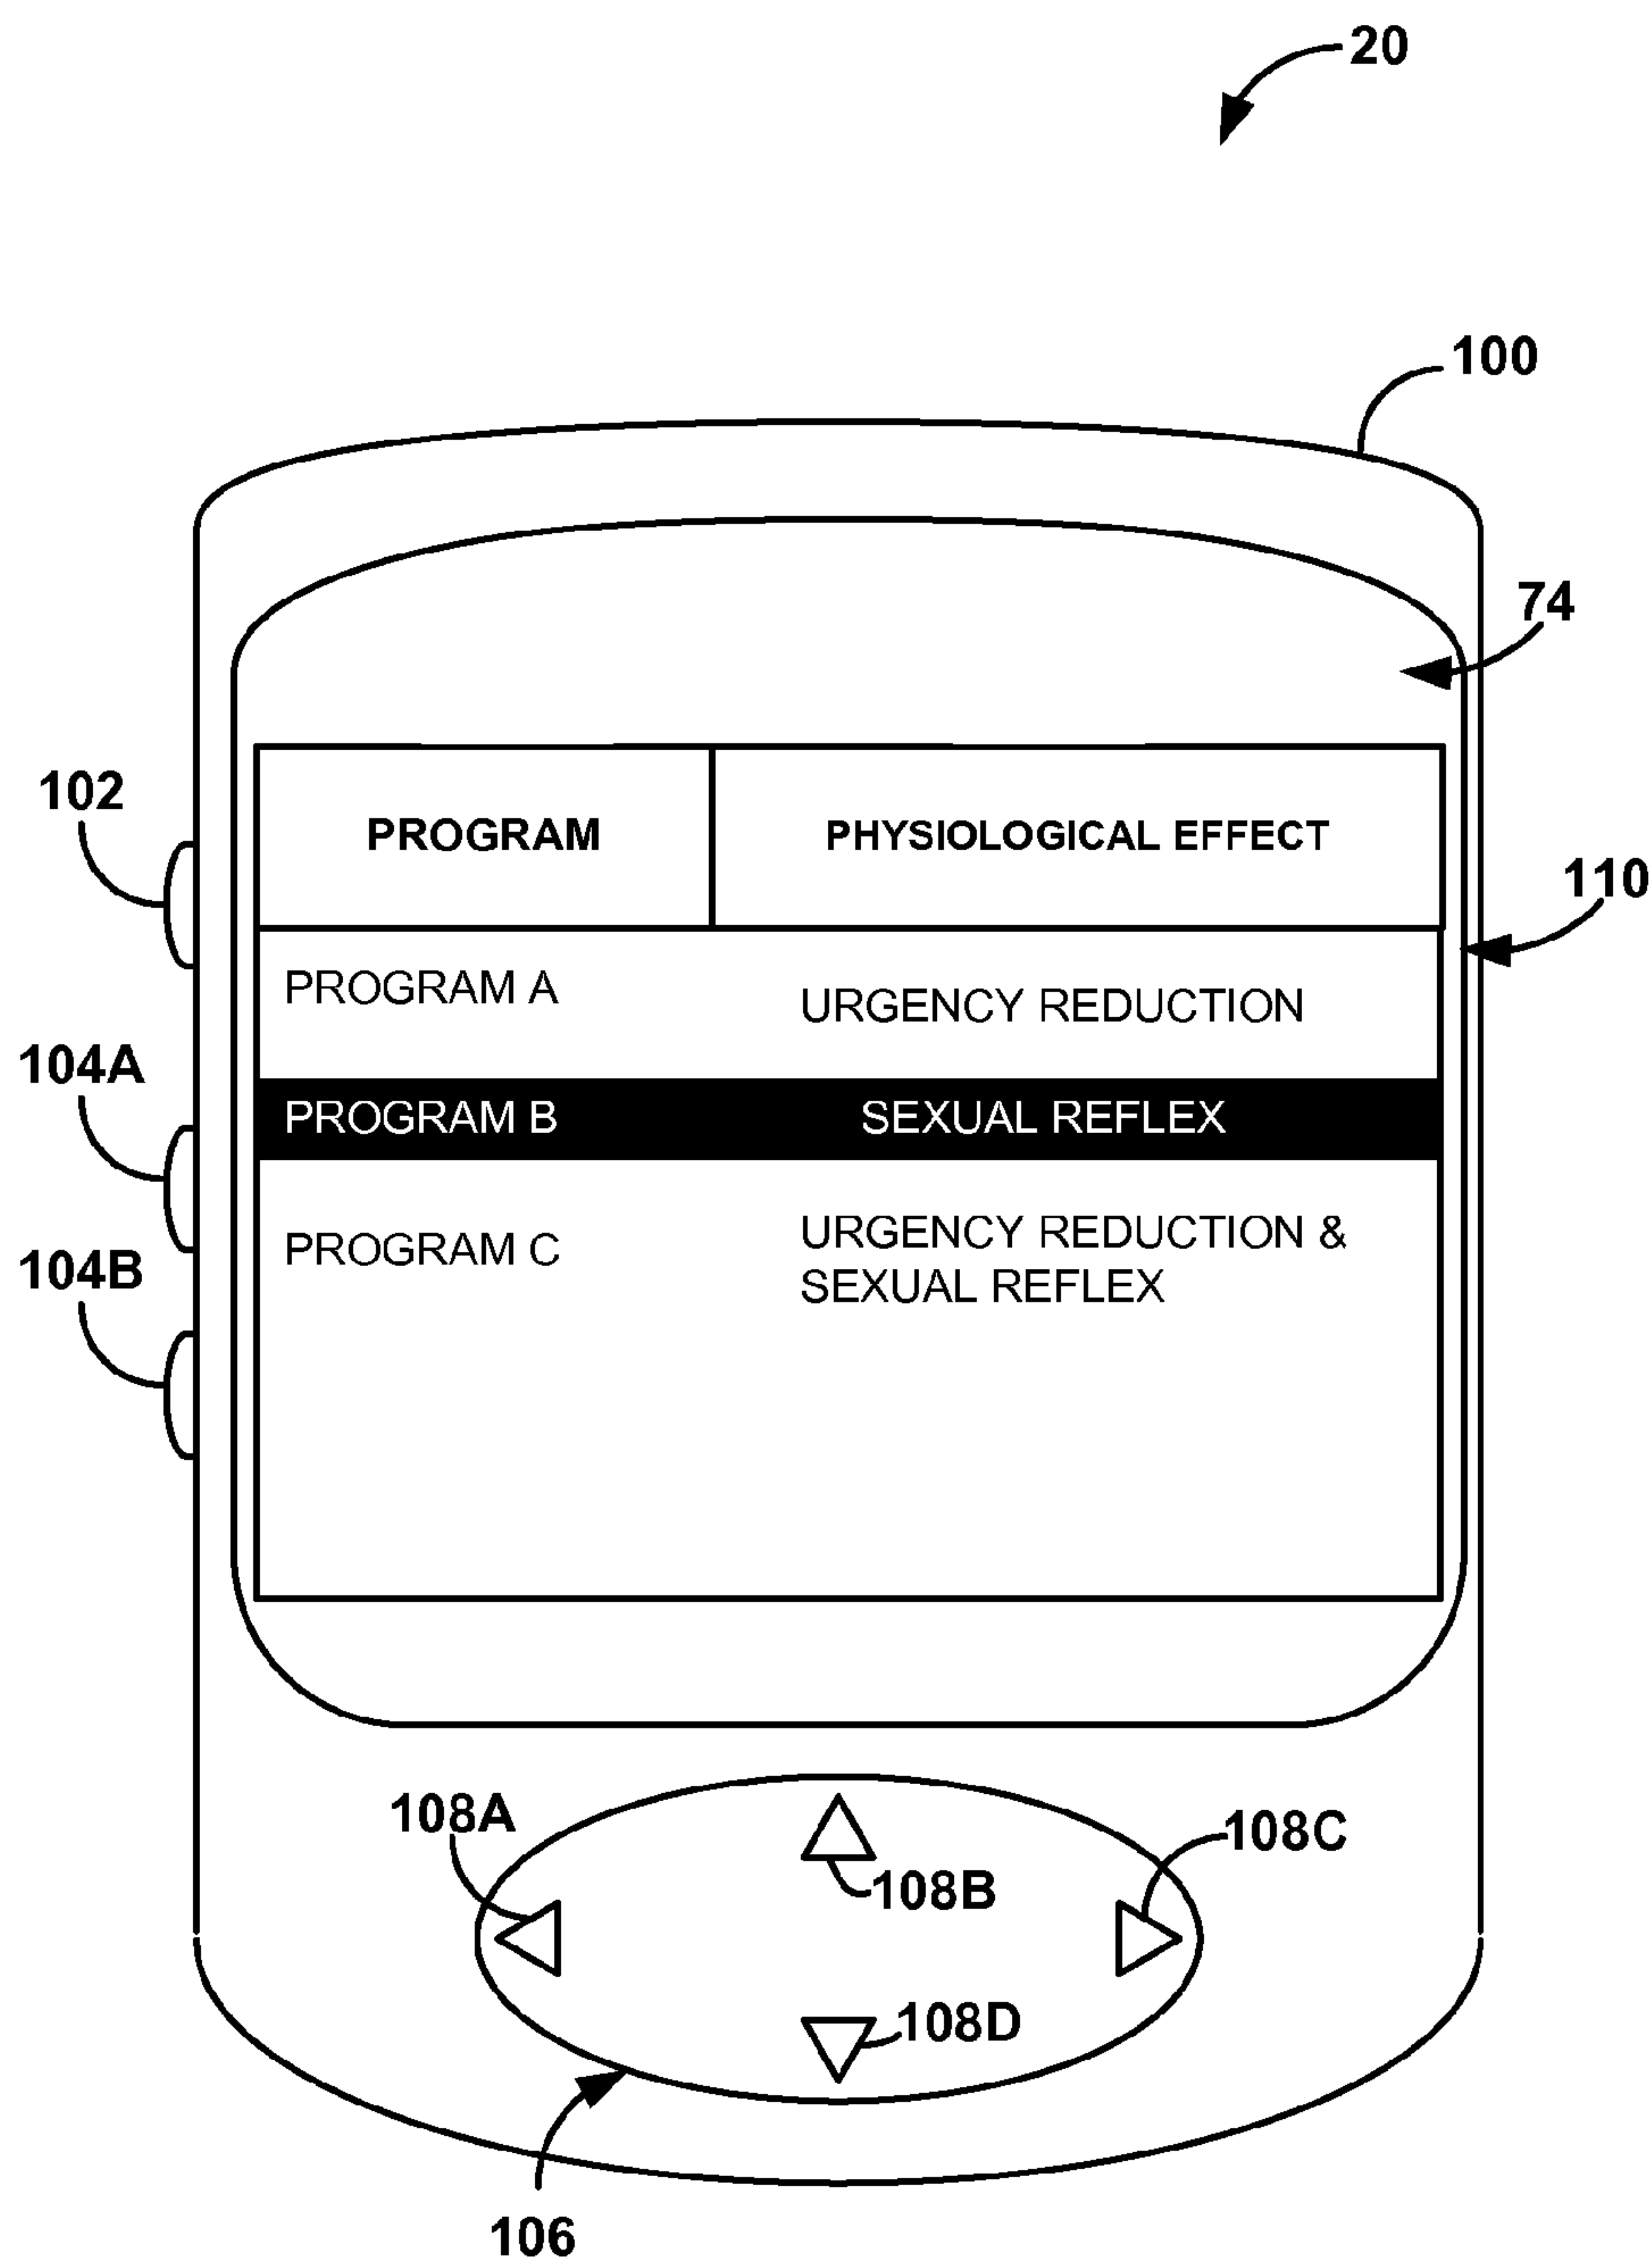 20
100
74
102
PROGRAM PHYSIOLOGICAL EFFECT
110
PROGRAM A URGENCY REDUCTION
104A
PROGRAM B SEXUAL REFLEX
104B
PROGRAM C URGENCY REDUCTION &
SEXUAL REFLEX
108A
108B
108C
108D
106